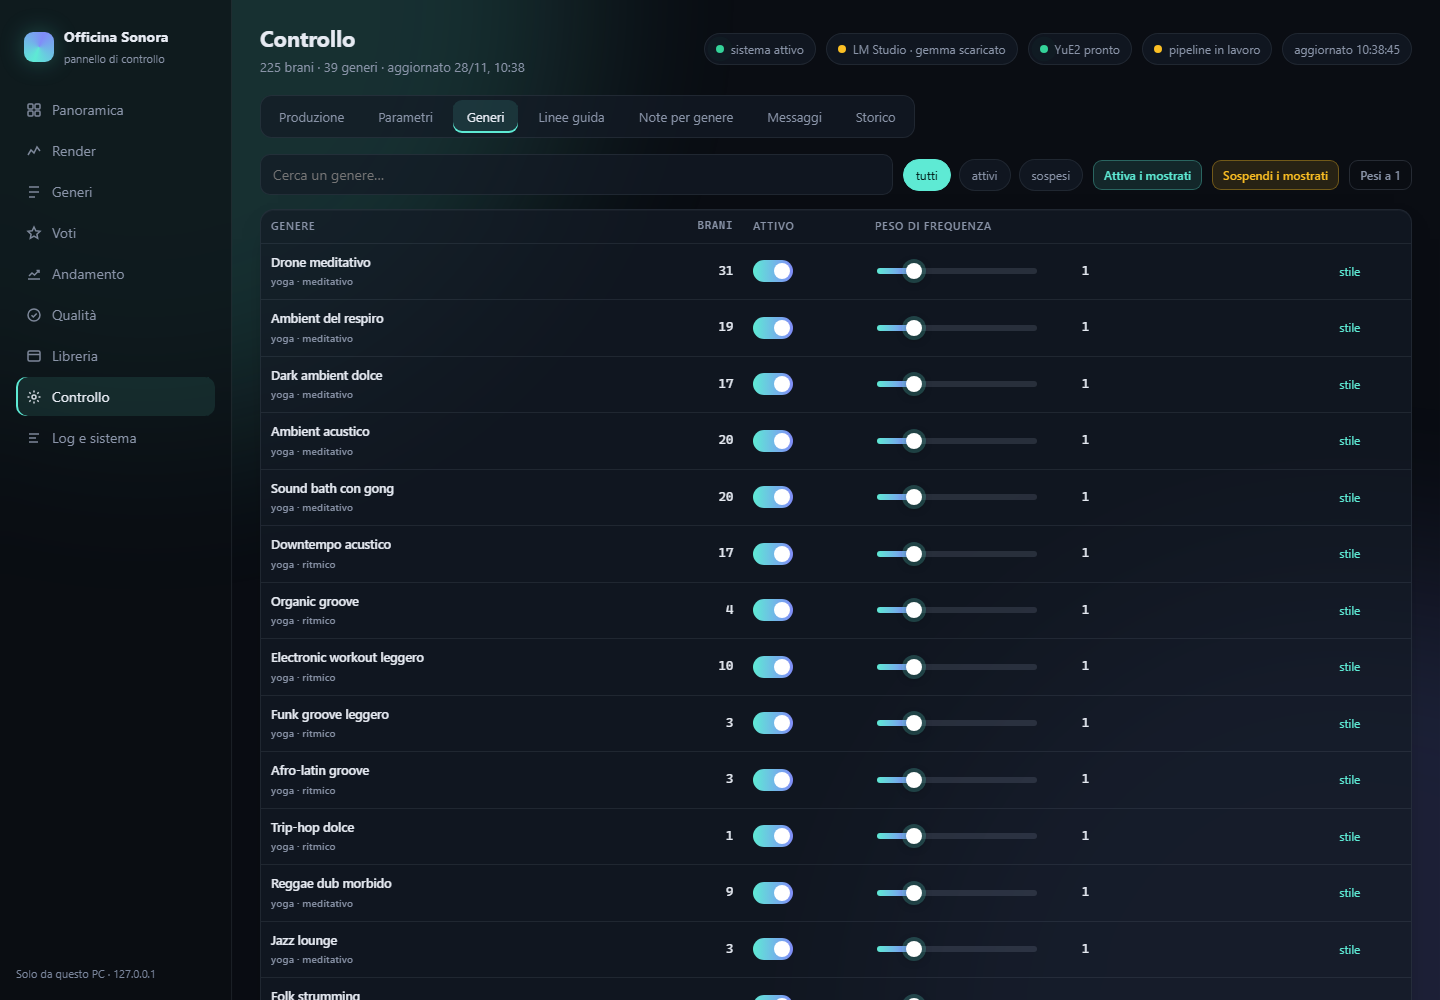 Officina Sonora
pannello di controllo
Panoramica
Render
Generi
Voti
Andamento
Qualità
Libreria
Controllo
Log e sistema
Solo da questo PC · 127.0.0.1
Controllo
225 brani · 39 generi · aggiornato 28/11, 10:38
sistema attivo
LM Studio · gemma scaricato
YuE2 pronto
pipeline in lavoro
aggiornato 10:38:45
Produzione Parametri Generi Linee guida Note per genere Messaggi Storico
Cerca un genere...
tutti attivi sospesi Attiva i mostrati Sospendi i mostrati Pesi a 1
GENERE BRANI ATTIVO PESO DI FREQUENZA
Drone meditativo 31 1 stile
yoga · meditativo
Ambient del respiro 19 1 stile
yoga · meditativo
Dark ambient dolce 17 1 stile
yoga · meditativo
Ambient acustico 20 1 stile
yoga · meditativo
Sound bath con gong 20 1 stile
yoga · meditativo
Downtempo acustico 17 1 stile
yoga · ritmico
Organic groove 4 1 stile
yoga · ritmico
Electronic workout leggero 10 1 stile
yoga · ritmico
Funk groove leggero 3 1 stile
yoga · ritmico
Afro-latin groove 3 1 stile
yoga · ritmico
Trip-hop dolce 1 1 stile
yoga · ritmico
Reggae dub morbido 9 1 stile
yoga · meditativo
Jazz lounge 3 1 stile
yoga · meditativo
Folk strumming